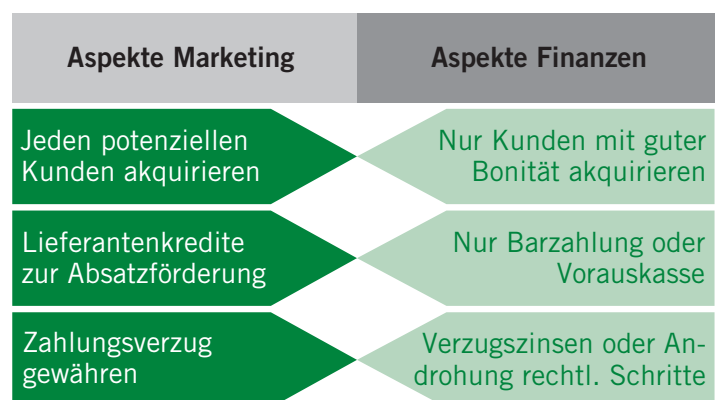 Aspekte Marketing
Aspekte Finanzen
Jeden potenziellen
Kunden akquirieren
Nur Kunden mit guter
Bonität akquirieren
Lieferantenkredite
zur Absatzförderung
Nur Barzahlung oder
Vorauskasse
Zahlungsverzug
gewähren
Verzugszinsen oder An-
drohung rechtl. Schritte